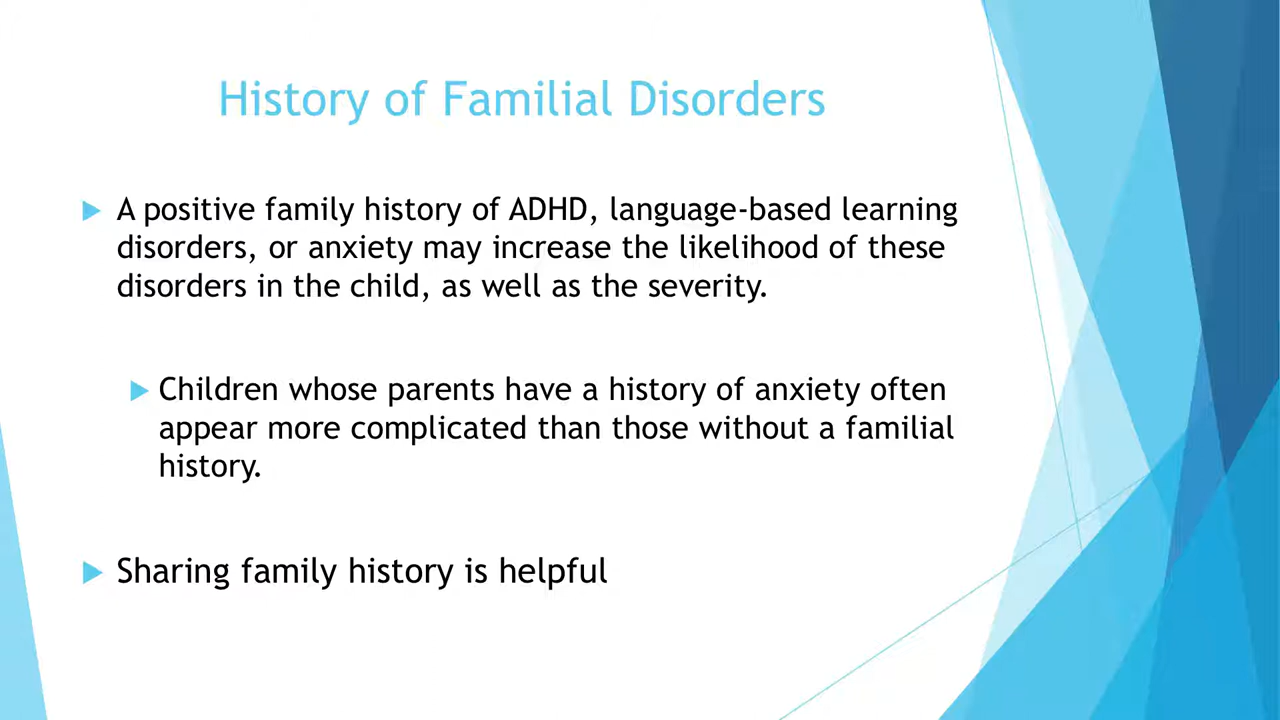 History of Familial Disorders
A positive family history of ADHD, language-based learning
disorders, or anxiety may increase the likelihood of these
disorders in the child, as well as the severity.
Children whose parents have a history of anxiety often
appear more complicated than those without a familial
history.
Sharing family history is helpful